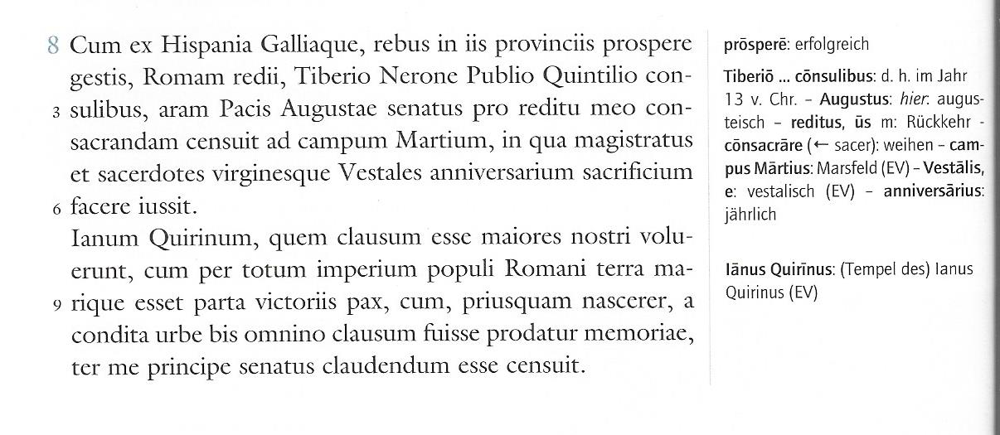 8 Cum ex Hispania Galliaque, rebus in iis provinciis prospere
gestis, Romam redii, Tiberio Nerone Publio Quintilio con-
3 sulibus, aram Pacis Augustae senatus pro reditu meo con-
sacrandam censuit ad campum Martium, in qua magistratus
et sacerdotes virginesque Vestales anniversarium sacrificium
6 facere iussit.
Ianum Quirinum, quem clausum esse maiores nostri volu-
erunt, cum per totum imperium populi Romani terra ma-
9 rique esset parta victoriis pax, cum, priusquam nascerer, a
condita urbe bis omnino clausum fuisse prodatur memoriae,
ter me principe senatus claudendum esse censuit.
prōsperē: erfolgreich
Tiberiō ... cōnsulibus: d. h. im Jahr
13 v. Chr. – Augustus: hier: augus-
teisch – reditus, ūs m: Rückkehr -
cōnsacrāre (← sacer): weihen – cam-
pus Mārtius: Marsfeld (EV) – Vestālis,
e: vestalisch (EV) – anniversārius:
jährlich
Iānus Quirīnus: (Tempel des) Ianus
Quirinus (EV)